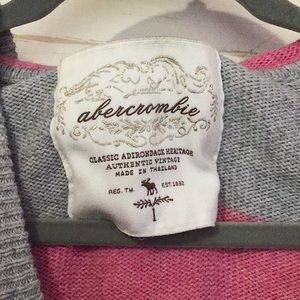 abercrombie
CLASSIC ADIRONDACK HERITAGE
AUTHENTIC VINTAGE
MADE IN THAILAND
REG. TM. EST. 1892
1